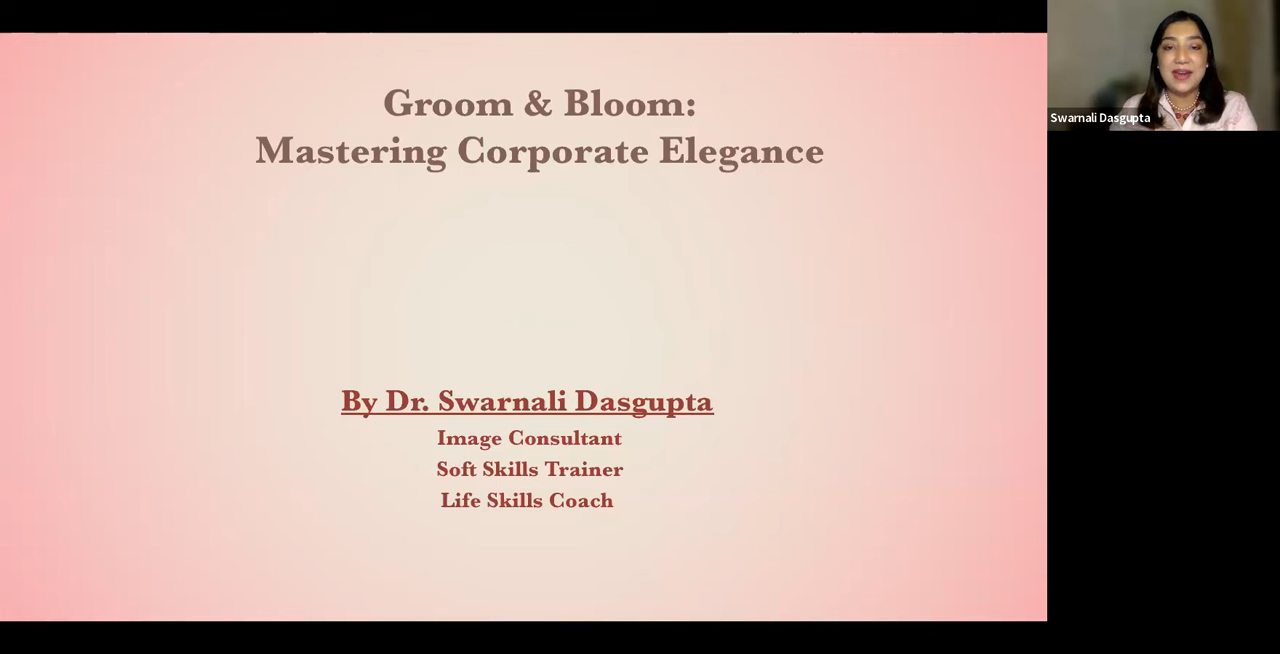 Groom & Bloom:
Mastering Corporate Elegance
By Dr. Swarnali Dasgupta
Image Consultant
Soft Skills Trainer
Life Skills Coach
Swarnali Dasgupta